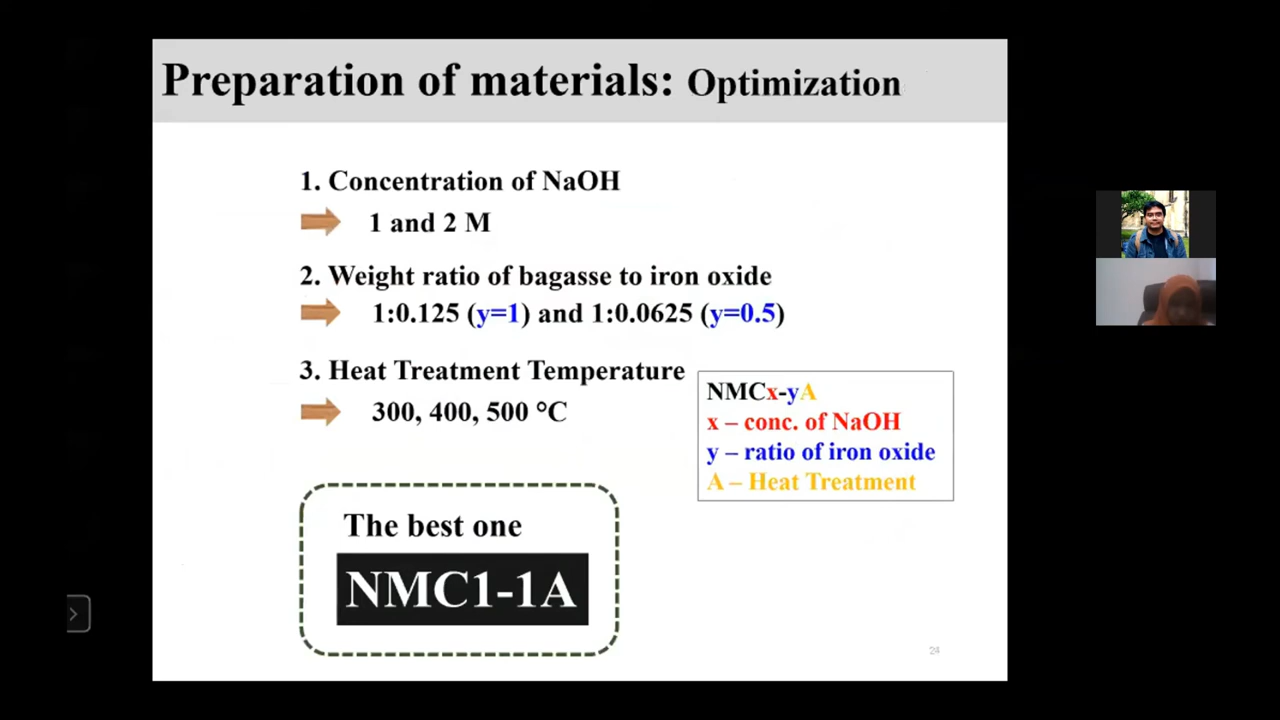 Preparation of materials: Optimization
1. Concentration of NaOH
1 and 2 M
2. Weight ratio of bagasse to iron oxide
1:0.125 (y=1) and 1:0.0625 (y=0.5)
3. Heat Treatment Temperature
300, 400, 500 °C
NMCx-yA
x – conc. of NaOH
y – ratio of iron oxide
A – Heat Treatment
The best one
NMC1-1A
24